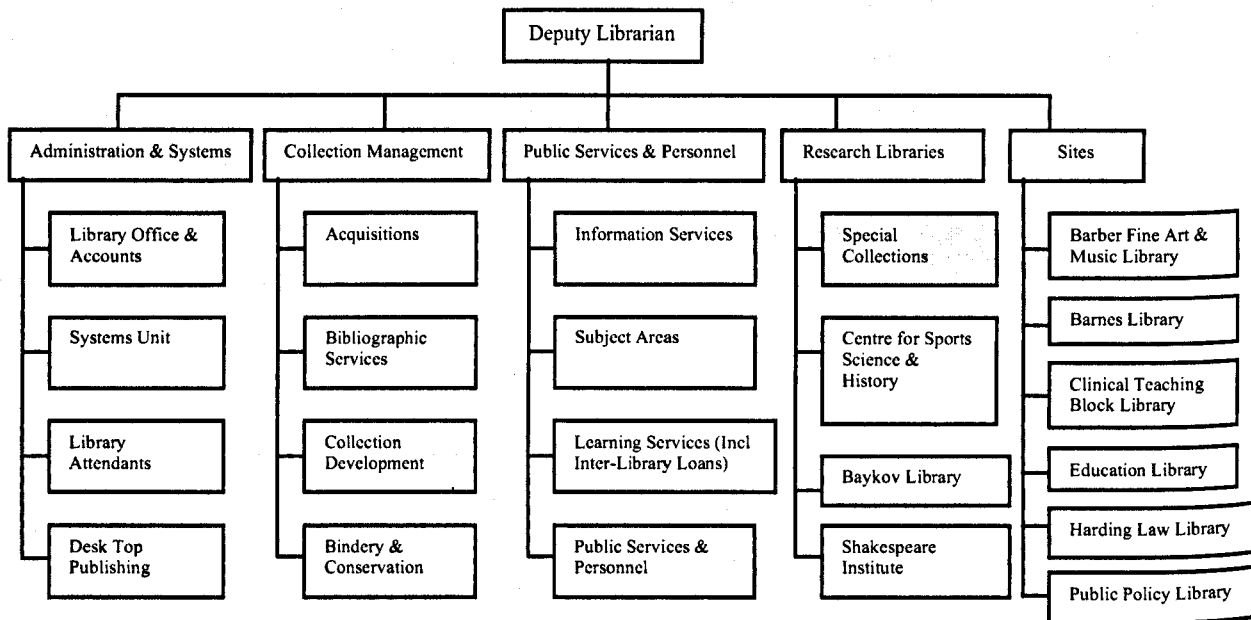 Deputy Librarian
Administration & Systems
Collection Management
Public Services & Personnel
Research Libraries
Sites
Library Office &
Accounts
Systems Unit
Library
Attendants
Desk Top
Publishing
Acquisitions
Bibliographic
Services
Collection
Development
Bindery &
Conservation
Information Services
Subject Areas
Learning Services (Incl
Inter-Library Loans)
Public Services &
Personnel
Special
Collections
Centre for Sports
Science &
History
Baykov Library
Shakespeare
Institute
Barber Fine Art &
Music Library
Barnes Library
Clinical Teaching
Block Library
Education Library
Harding Law Library
Public Policy Library